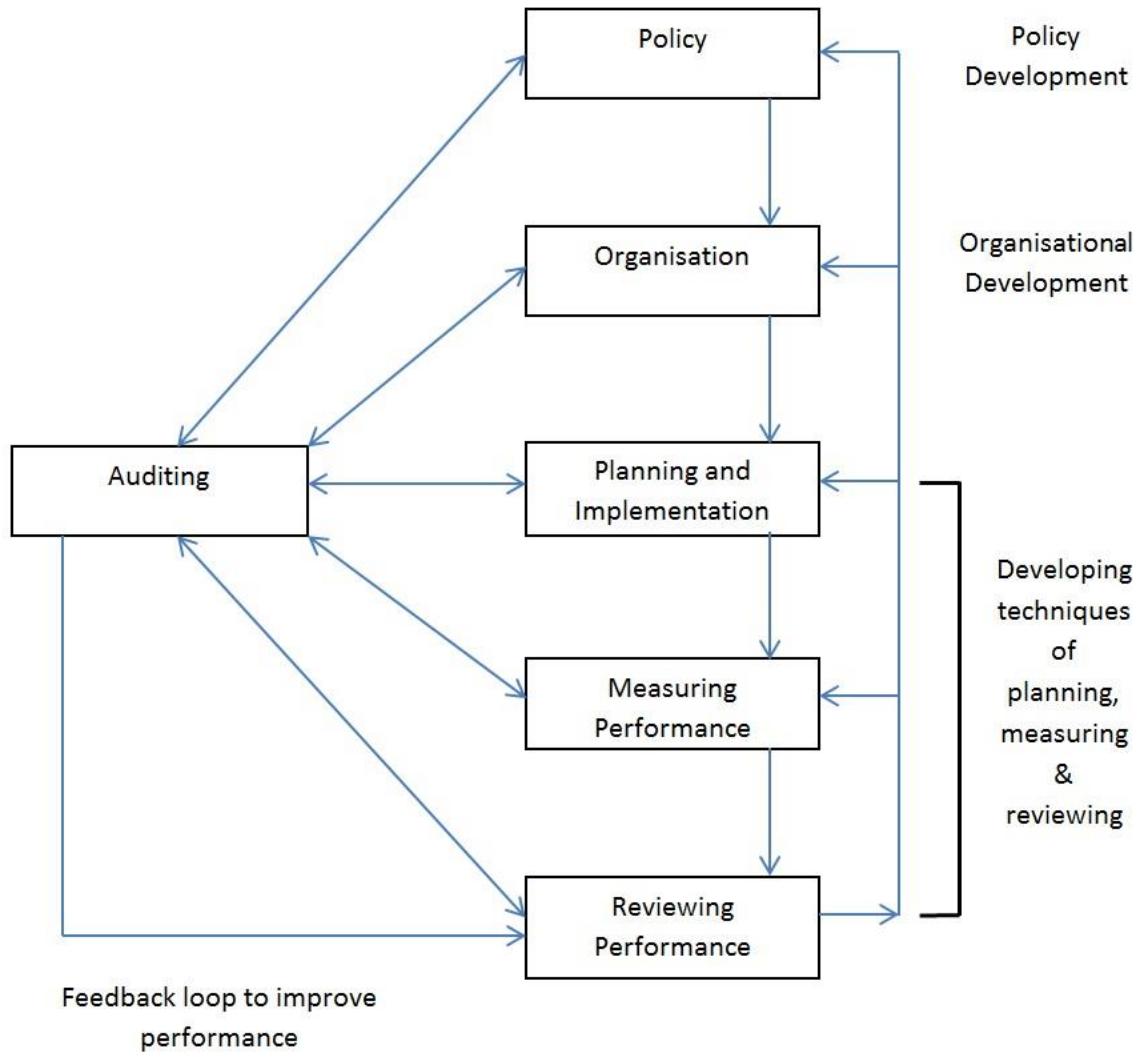 Policy
Policy
Development
Organisation
Organisational
Development
Auditing
Planning and
Implementation
Developing
techniques
of
planning,
measuring
&
reviewing
Measuring
Performance
Reviewing
Performance
Feedback loop to improve
performance